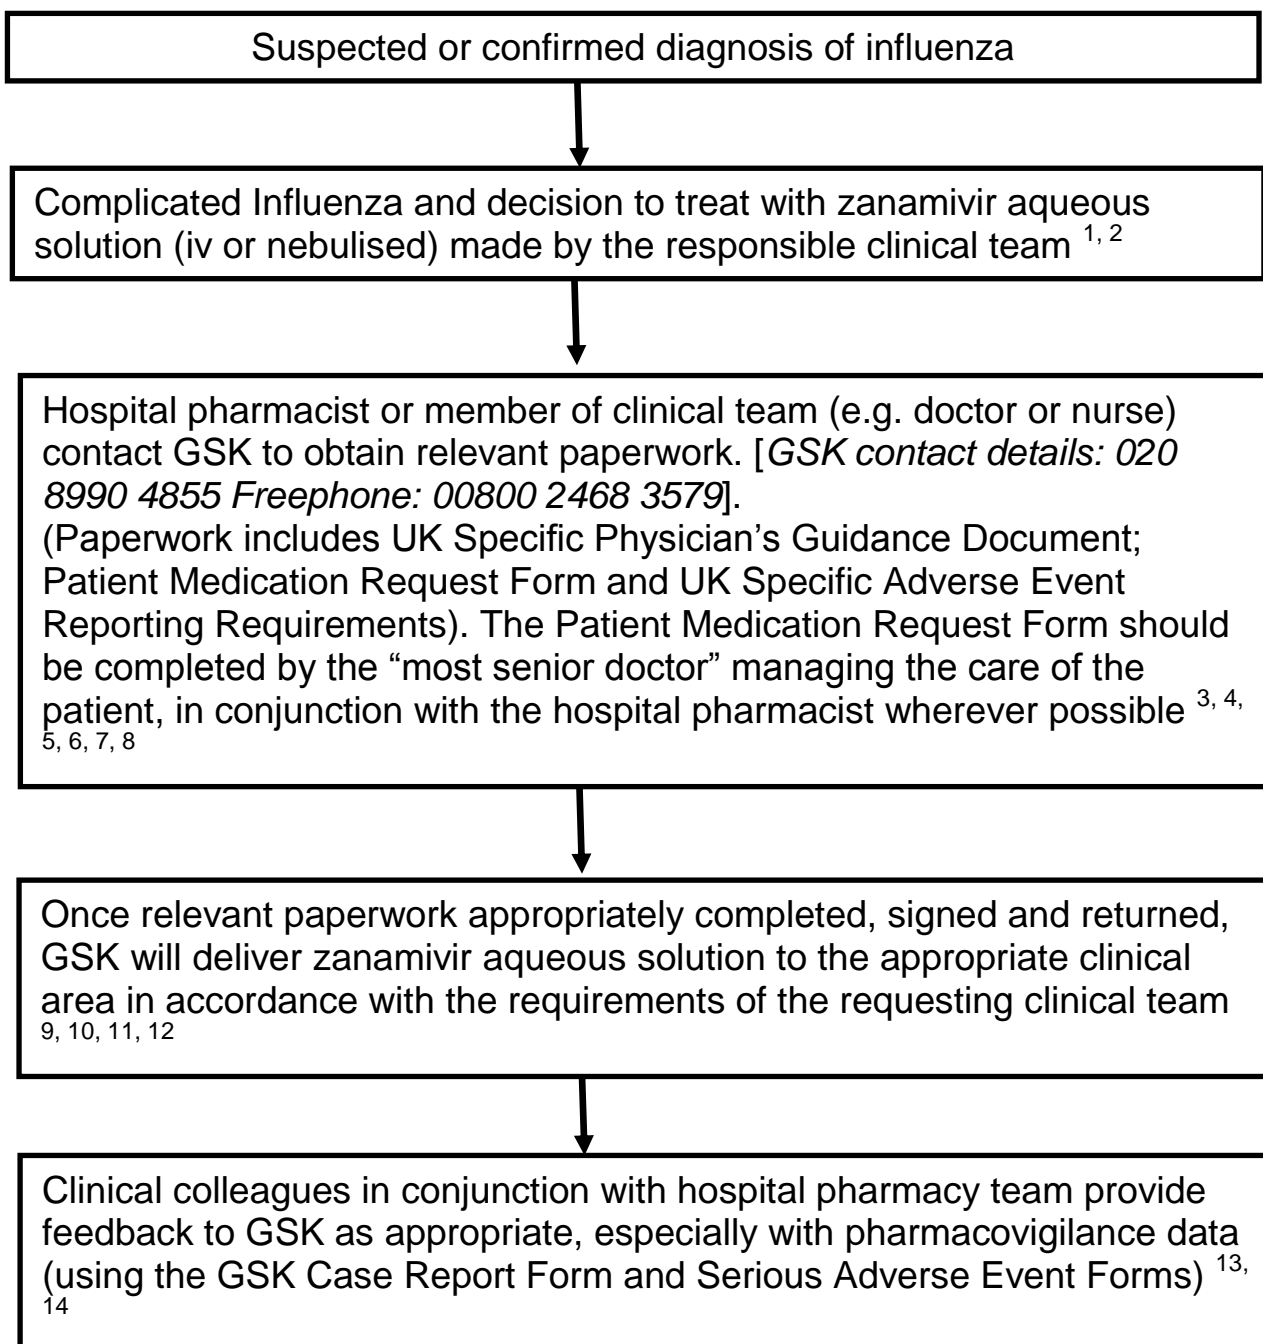 Suspected or confirmed diagnosis of influenza
Complicated Influenza and decision to treat with zanamivir aqueous
solution (iv or nebulised) made by the responsible clinical team 1, 2
Hospital pharmacist or member of clinical team (e.g. doctor or nurse)
contact GSK to obtain relevant paperwork. [GSK contact details: 020
8990 4855 Freephone: 00800 2468 3579].
(Paperwork includes UK Specific Physician’s Guidance Document;
Patient Medication Request Form and UK Specific Adverse Event
Reporting Requirements). The Patient Medication Request Form should
be completed by the “most senior doctor” managing the care of the
patient, in conjunction with the hospital pharmacist wherever possible 3, 4,
5, 6, 7, 8
Once relevant paperwork appropriately completed, signed and returned,
GSK will deliver zanamivir aqueous solution to the appropriate clinical
area in accordance with the requirements of the requesting clinical team
9, 10, 11, 12
Clinical colleagues in conjunction with hospital pharmacy team provide
feedback to GSK as appropriate, especially with pharmacovigilance data
(using the GSK Case Report Form and Serious Adverse Event Forms) 13,
14